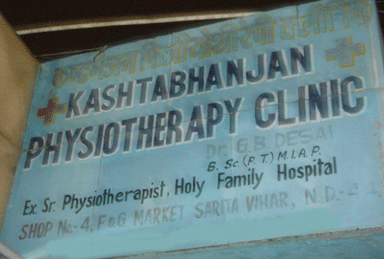 KASHTABHANJAN
PHYSIOTHERAPY CLINIC
Dr. G.B. DESAI
B. Sc (P.T.) M.I.A.P.
Ex. Sr. Physiotherapist, Holy Family Hospital
SHOP No-4, F&G MARKET SARITA VIHAR, N.D.-